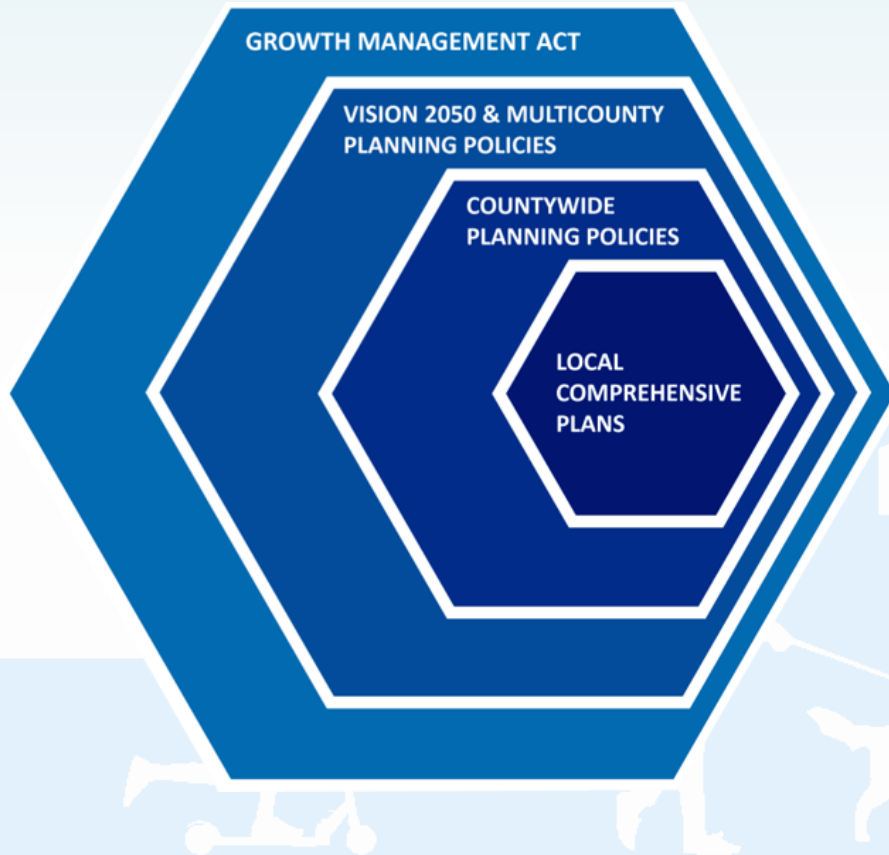 GROWTH MANAGEMENT ACT
VISION 2050 & MULTICOUNTY
PLANNING POLICIES
COUNTYWIDE
PLANNING POLICIES
LOCAL
COMPREHENSIVE
PLANS